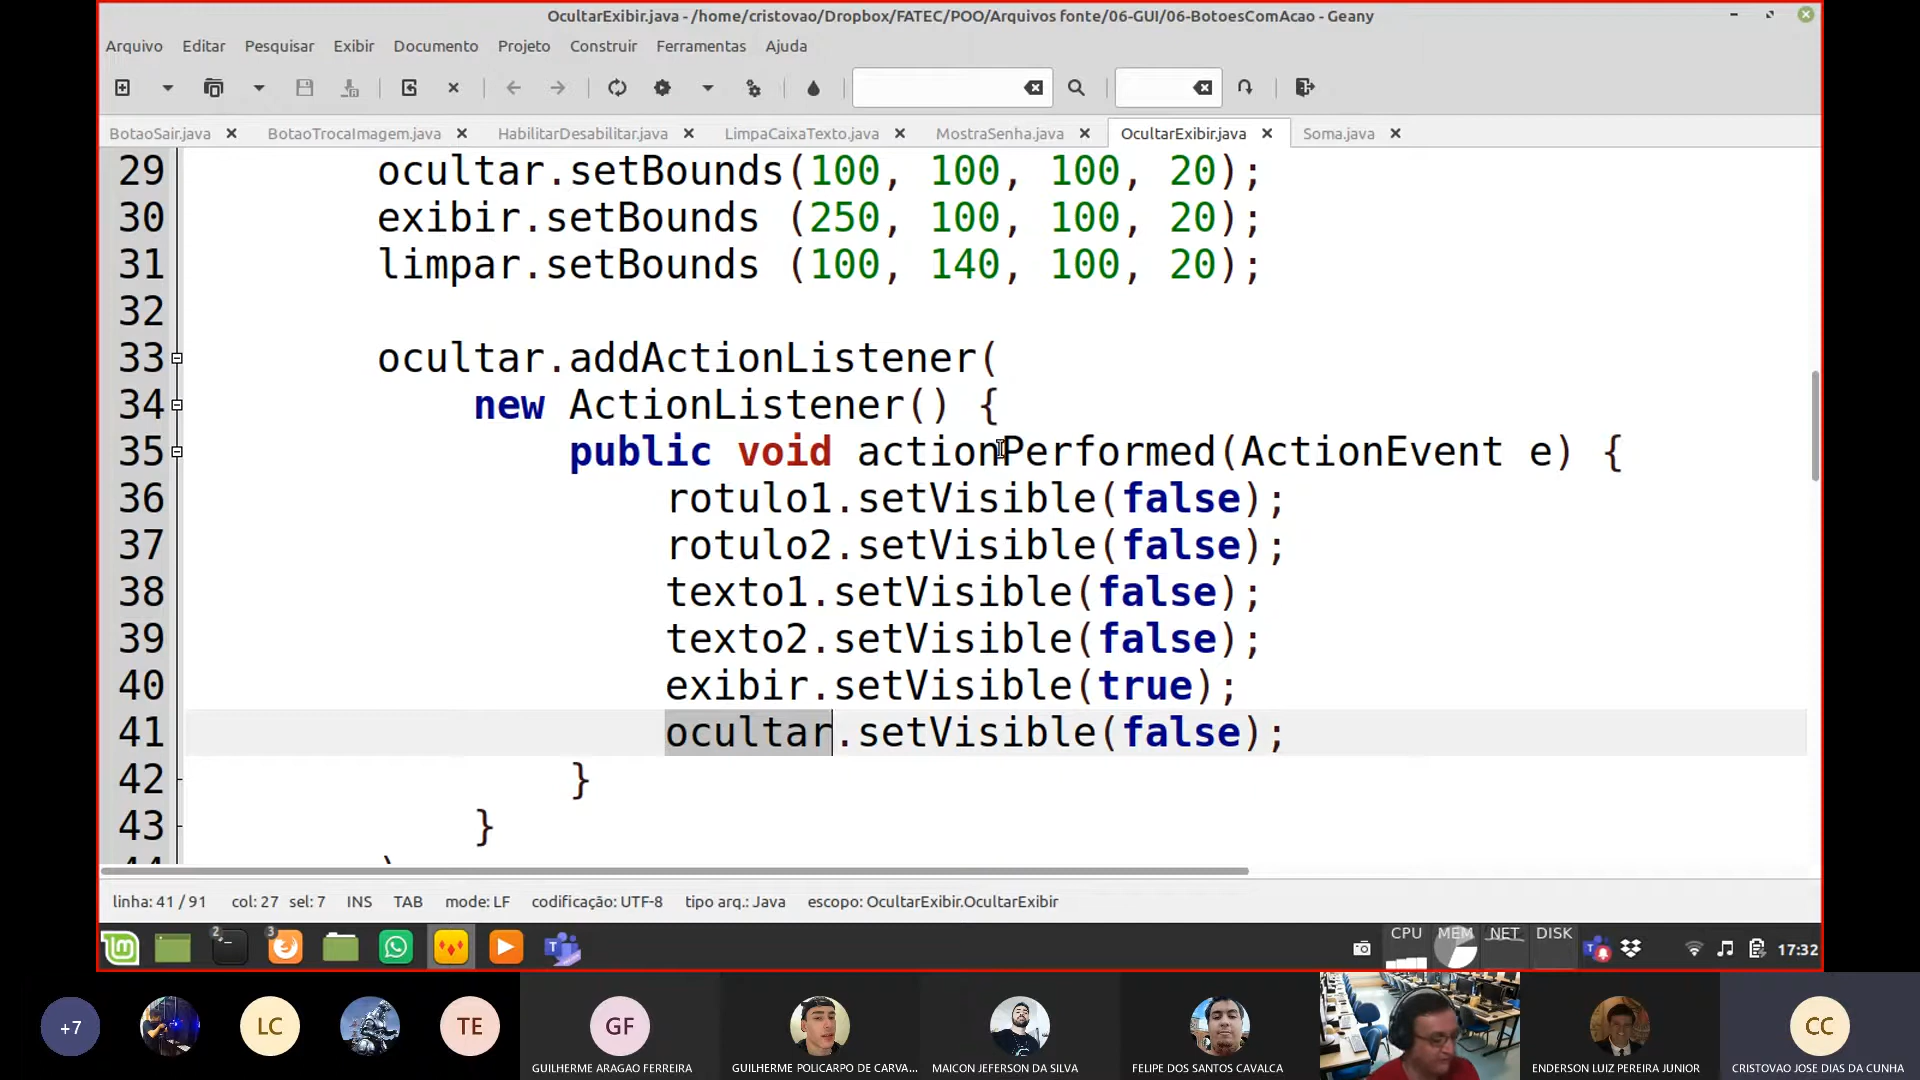 OcultarExibir.java - /home/cristovao/Dropbox/FATEC/POO/Arquivos fonte/06-GUI/06-BotoesComAcao - Geany
Arquivo Editar Pesquisar Exibir Documento Projeto Construir Ferramentas Ajuda
BotaoSair.java BotaoTrocaImagem.java HabilitarDesabilitar.java LimpaCaixaTexto.java MostraSenha.java OcultarExibir.java Soma.java
29 ocultar.setBounds(100, 100, 100, 20);
30 exibir.setBounds (250, 100, 100, 20);
31 limpar.setBounds (100, 140, 100, 20);
32
33 ocultar.addActionListener(
34 new ActionListener() {
35 public void actionPerformed(ActionEvent e) {
36 rotulo1.setVisible(false);
37 rotulo2.setVisible(false);
38 texto1.setVisible(false);
39 texto2.setVisible(false);
40 exibir.setVisible(true);
41 ocultar.setVisible(false);
42 }
43 }
44 )
linha: 41 / 91 col: 27 sel: 7 INS TAB mode: LF codificação: UTF-8 tipo arq.: Java escopo: OcultarExibir.OcultarExibir
2 3 CPU MEM NET DISK 17:32
+7 LC TE GF CC
GUILHERME ARAGAO FERREIRA GUILHERME POLICARPO DE CARVA... MAICON JEFERSON DA SILVA FELIPE DOS SANTOS CAVALCA ENDERSON LUIZ PEREIRA JUNIOR CRISTOVAO JOSE DIAS DA CUNHA